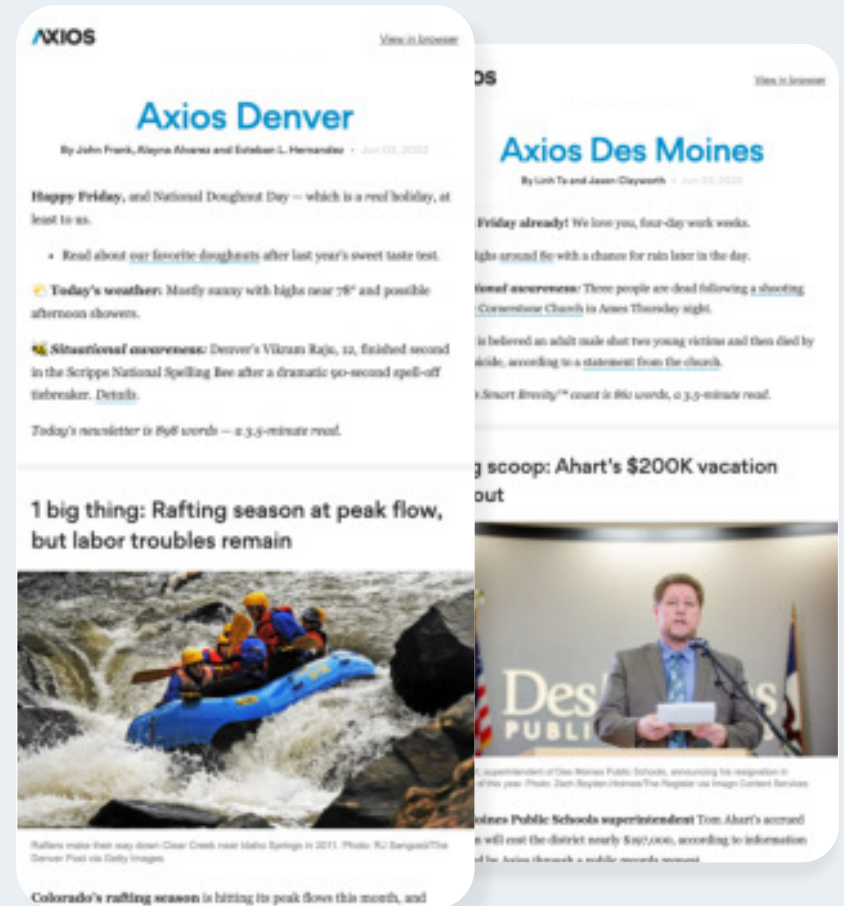 AXIOS
View in browser
Axios Denver
By John Frank, Alayna Alvarez and Esteban L. Hernandez • Jun 03, 2022
Happy Friday, and National Doughnut Day — which is a real holiday, at
least to us.
• Read about our favorite doughnuts after last year's sweet taste test.
🌤 Today's weather: Mostly sunny with highs near 78° and possible
afternoon showers.
🐝 Situational awareness: Denver's Vikram Raju, 12, finished second
in the Scripps National Spelling Bee after a dramatic 90-second spell-off
tiebreaker. Details.
Today's newsletter is 898 words — a 3.5-minute read.
1 big thing: Rafting season at peak flow,
but labor troubles remain
Rafters make their way down Clear Creek near Idaho Springs in 2011. Photo: RJ Sangosti/The
Denver Post via Getty Images
Colorado's rafting season is hitting its peak flows this month, and
OS
View in browser
Axios Des Moines
By Linh Ta and Jason Clayworth • Jun 03, 2022
Friday already! We love you, four-day work weeks.
ighs around 80 with a chance for rain later in the day.
ional awareness: Three people are dead following a shooting
Cornerstone Church in Ames Thursday night.
is believed an adult male shot two young victims and then died by
icide, according to a statement from the church.
Smart Brevity™ count is 861 words, a 3.5-minute read.
g scoop: Ahart's $200K vacation
out
Des s
PUBLI
, superintendent of Des Moines Public Schools, announcing his resignation in
of this year. Photo: Zach Boyden-Holmes/The Register via Imagn Content Services
oines Public Schools superintendent Tom Ahart's accrued
n will cost the district nearly $197,000, according to information
d by Axios through a public records request.